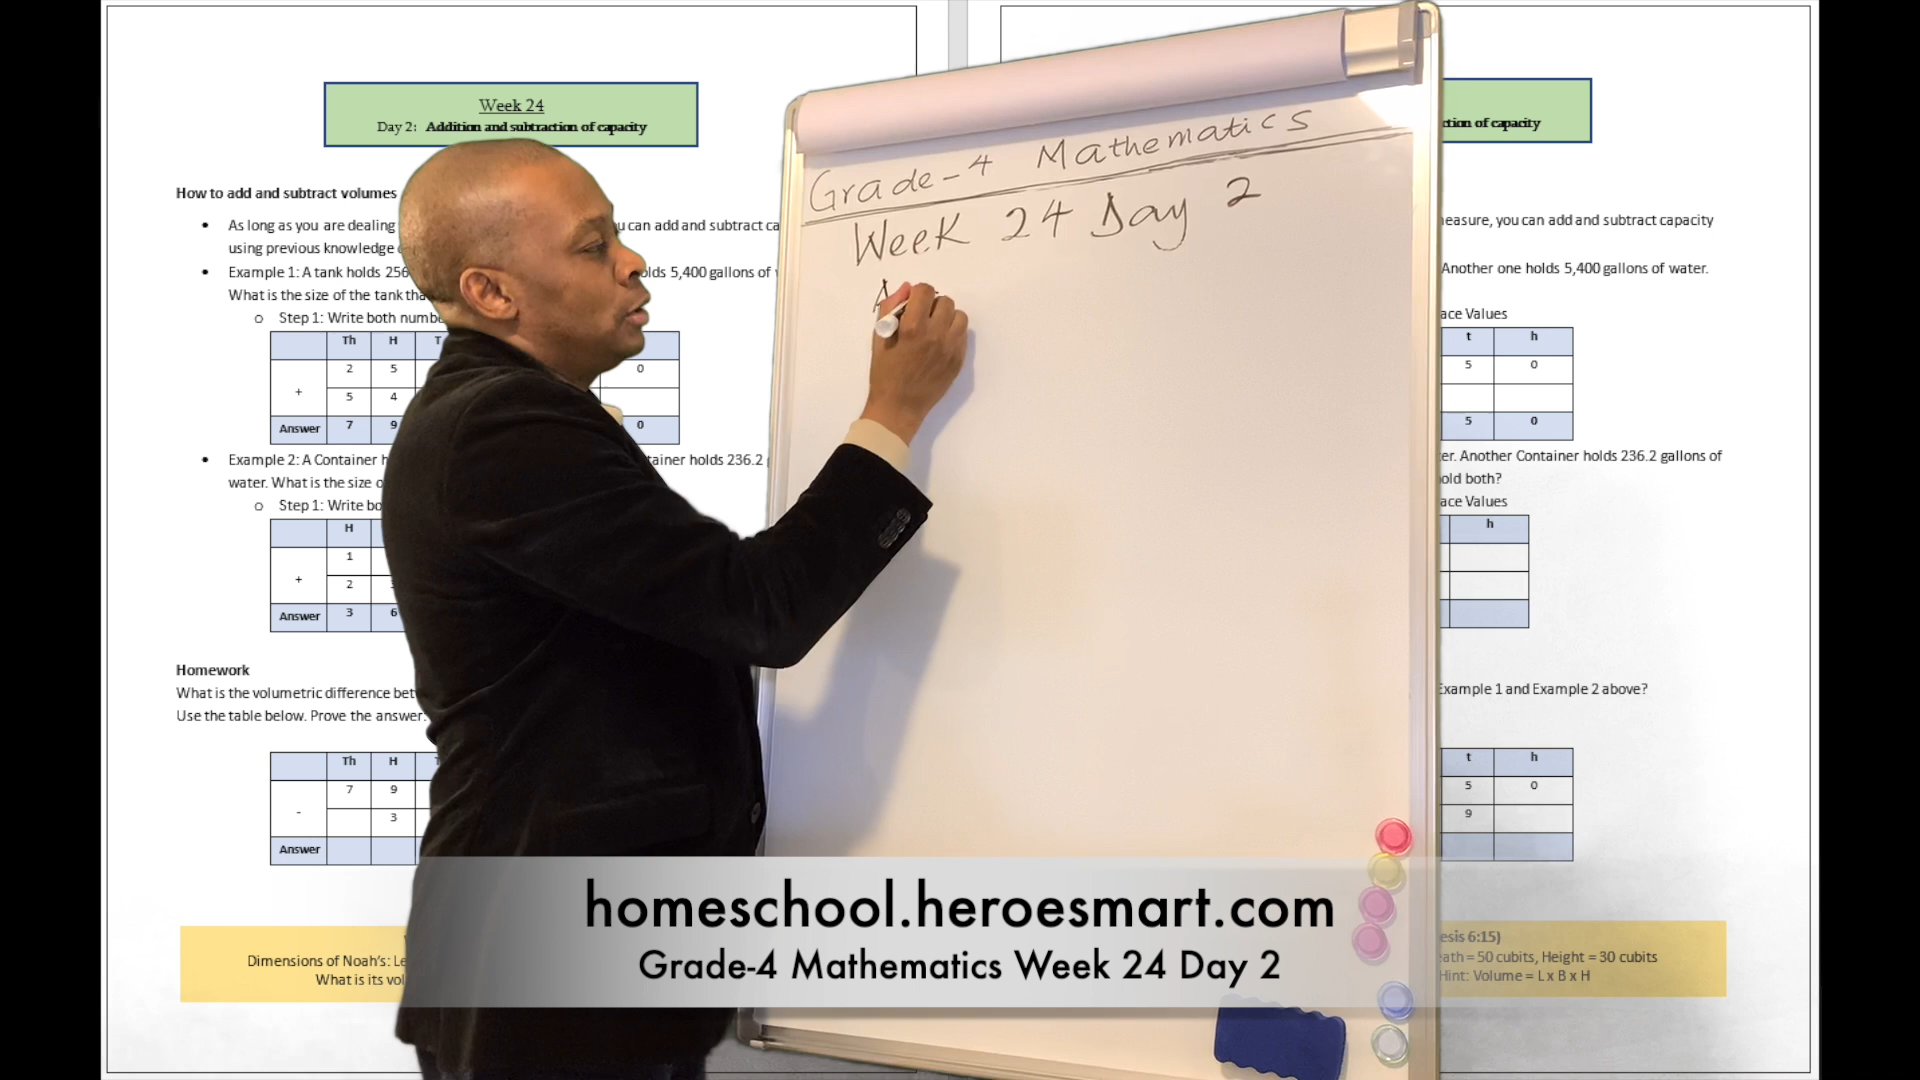 Week 24
Day 2: Addition and subtraction of capacity
How to add and subtract volumes
As long as you are dealing
u can add and subtract ca
using previous knowledge
Example 1: A tank holds 256
olds 5,400 gallons of
What is the size of the tank tha
Step 1: Write both numb
Th H T
2 5 0
+
5 4
Answer 7 9 0
Example 2: A Container h
tainer holds 236.2
water. What is the size o
Step 1: Write bo
H
1
+
2
Answer 3 6
Homework
What is the volumetric difference bet
Use the table below. Prove the answer.
Th H
7 9
-
3
Answer
Dimensions of Noah's: Le
What is its vol
Grade-4 Mathematics
Week 24 Day 2
A
ction of capacity
measure, you can add and subtract capacity
Another one holds 5,400 gallons of water.
ace Values
t h
5 0
5 0
er. Another Container holds 236.2 gallons of
old both?
ace Values
h
Example 1 and Example 2 above?
t h
5 0
9
esis 6:15)
eath = 50 cubits, Height = 30 cubits
Hint: Volume = L x B x H
homeschool.heroesmart.com
Grade-4 Mathematics Week 24 Day 2